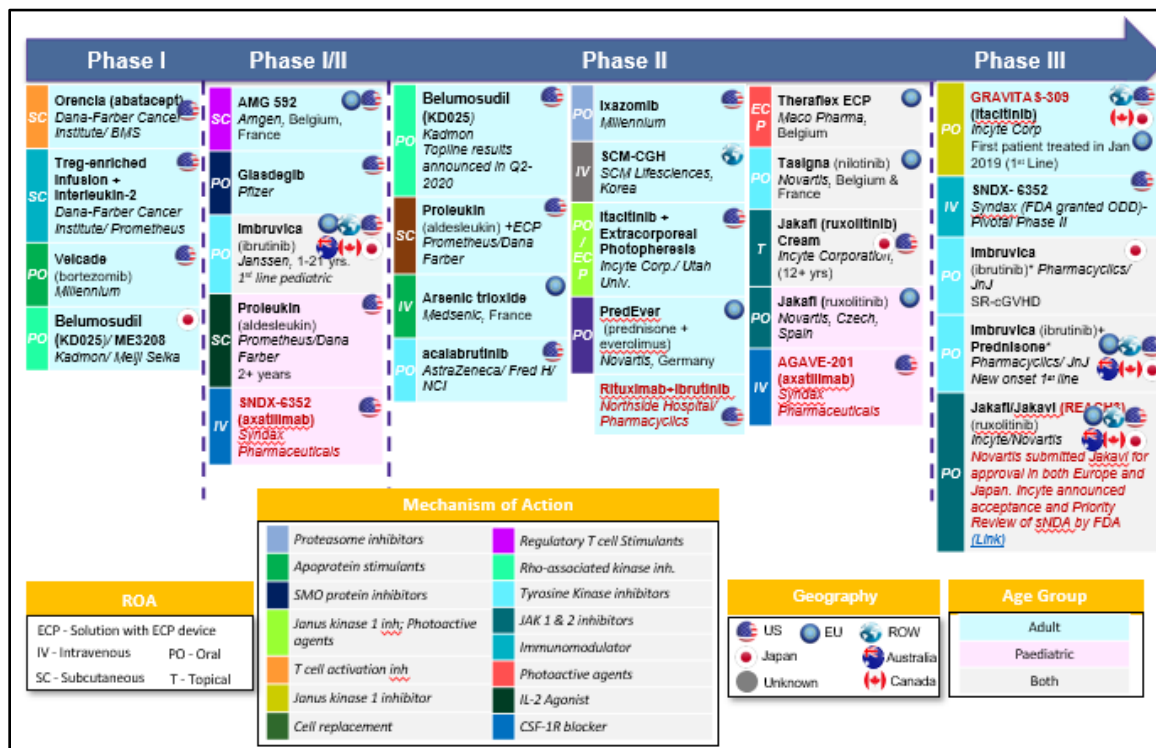 Phase I
Phase I/II
Phase II
Phase III
SC
Orencia (abatacept)
Dana-Farber Cancer
Institute/ BMS
SC
Treg-enriched
Infusion +
Interleukin-2
Dana-Farber Cancer
Institute/ Prometheus
PO
Velcade
(bortezomib)
Millennium
PO
Belumosudil
(KD025)/ ME3208
Kadmon/ Meiji Seika
SC
AMG 592
Amgen, Belgium,
France
PO
Glasdegib
Pfizer
PO
Imbruvica
(ibrutinib)
Janssen, 1-21 yrs.
1st line pediatric
SC
Proleukin
(aldesleukin)
Prometheus/Dana
Farber
2+ years
IV
SNDX-6352
(axatilimab)
Syndax
Pharmaceuticals
PO
Belumosudil
(KD025)
Kadmon
Topline results
announced in Q2-
2020
SC
Proleukin
(aldesleukin) +ECP
Prometheus/Dana
Farber
IV
Arsenic trioxide
Medsenic, France
PO
acalabrutinib
AstraZeneca/ Fred H/
NCI
PO
Ixazomib
Millennium
IV
SCM-CGH
SCM Lifesciences,
Korea
PO
/
ECP
Itacitinib +
Extracorporeal
Photopheresis
Incyte Corp./ Utah
Univ.
PO
PredEver
(prednisone +
everolimus)
Novartis, Germany
Rituximab+Ibrutinib
Northside Hospital/
Pharmacyclics
EC
P
Theraflex ECP
Maco Pharma,
Belgium
PO
Tasigna (nilotinib)
Novartis, Belgium &
France
T
Jakafi (ruxolitinib)
Cream
Incyte Corporation,
(12+ yrs)
PO
Jakafi (ruxolitinib)
Novartis, Czech,
Spain
IV
AGAVE-201
(axatilimab)
Syndax
Pharmaceuticals
PO
GRAVITAS-309
(Itacitinib)
Incyte Corp
First patient treated in Jan
2019 (1st Line)
IV
SNDX- 6352
Syndax (FDA granted ODD)-
Pivotal Phase II
PO
Imbruvica
(ibrutinib)* Pharmacyclics/
JnJ
SR-cGVHD
PO
Imbruvica (ibrutinib)+
Prednisone*
Pharmacyclics/ JnJ
New onset 1st line
PO
Jakafi/Jakavi (REACH3)
(ruxolitinib)
Incyte/Novartis
Novartis submitted Jakavi for
approval in both Europe and
Japan. Incyte announced
acceptance and Priority
Review of sNDA by FDA
(Link)
Mechanism of Action
Proteasome inhibitors
Apoprotein stimulants
SMO protein inhibitors
Janus kinase 1 inh; Photoactive
agents
T cell activation inh
Janus kinase 1 inhibitor
Cell replacement
Regulatory T cell Stimulants
Rho-associated kinase inh.
Tyrosine Kinase inhibitors
JAK 1 & 2 inhibitors
Immunomodulator
Photoactive agents
IL-2 Agonist
CSF-1R blocker
ROA
ECP - Solution with ECP device
IV - Intravenous PO - Oral
SC - Subcutaneous T - Topical
Geography
US EU ROW
Japan Australia
Unknown Canada
Age Group
Adult
Paediatric
Both